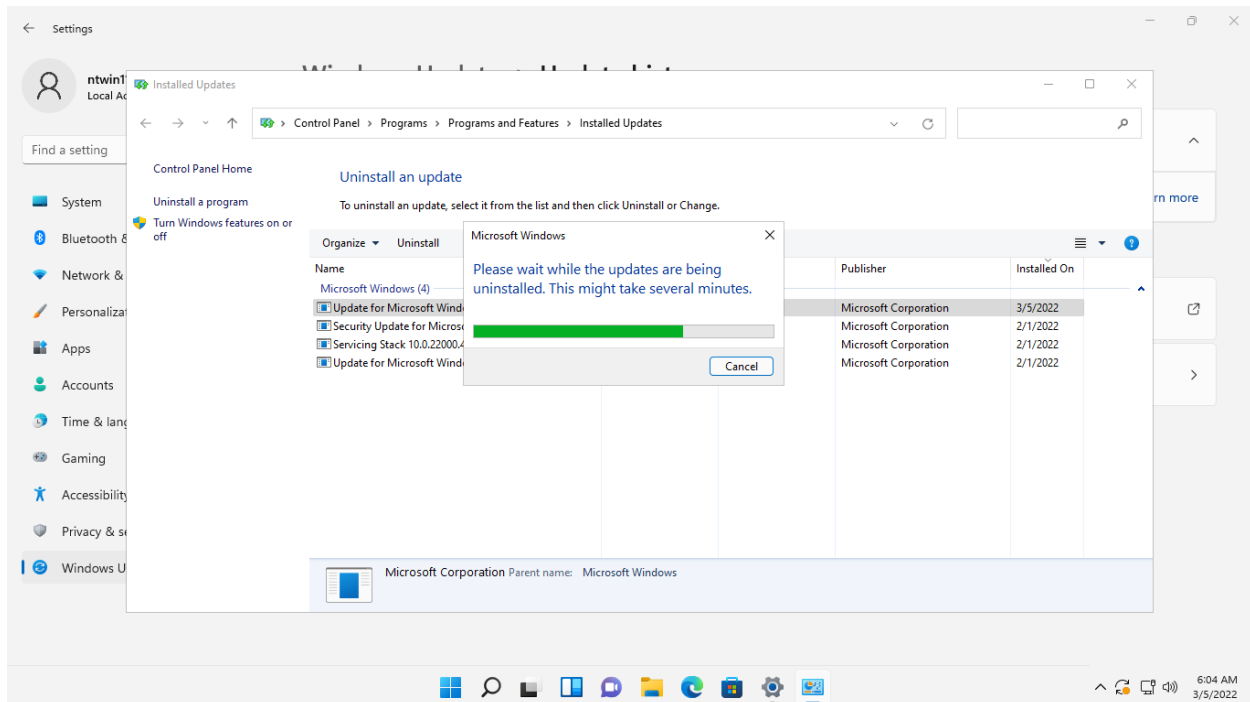 Settings
ntwin1
Local Ac
Find a setting
System
Bluetooth &
Network &
Personalizat
Apps
Accounts
Time & lang
Gaming
Accessibility
Privacy & se
Windows U
rn more
Installed Updates
Control Panel > Programs > Programs and Features > Installed Updates
Control Panel Home
Uninstall a program
Turn Windows features on or
off
Uninstall an update
To uninstall an update, select it from the list and then click Uninstall or Change.
Organize Uninstall
Name Publisher Installed On
Microsoft Windows (4)
Update for Microsoft Wind Microsoft Corporation 3/5/2022
Security Update for Microso Microsoft Corporation 2/1/2022
Servicing Stack 10.0.22000.4 Microsoft Corporation 2/1/2022
Update for Microsoft Wind Microsoft Corporation 2/1/2022
Microsoft Windows
Please wait while the updates are being
uninstalled. This might take several minutes.
Cancel
Microsoft Corporation Parent name: Microsoft Windows
6:04 AM
3/5/2022